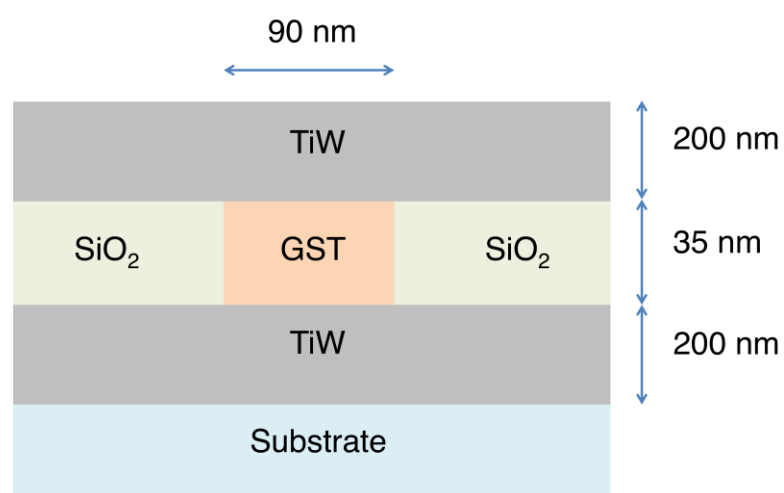 90 nm
TiW
200 nm
SiO₂
GST
SiO₂
35 nm
TiW
200 nm
Substrate